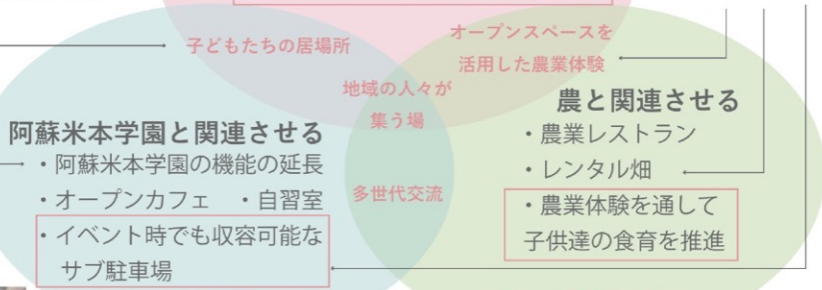 子どもたちの居場所
オープンスペースを
活用した農業体験
地域の人々が
集う場
多世代交流
阿蘇米本学園と関連させる
・阿蘇米本学園の機能の延長
・オープンカフェ ・自習室
・イベント時でも収容可能な
サブ駐車場
農と関連させる
・農業レストラン
・レンタル畑
・農業体験を通して
子供達の食育を推進